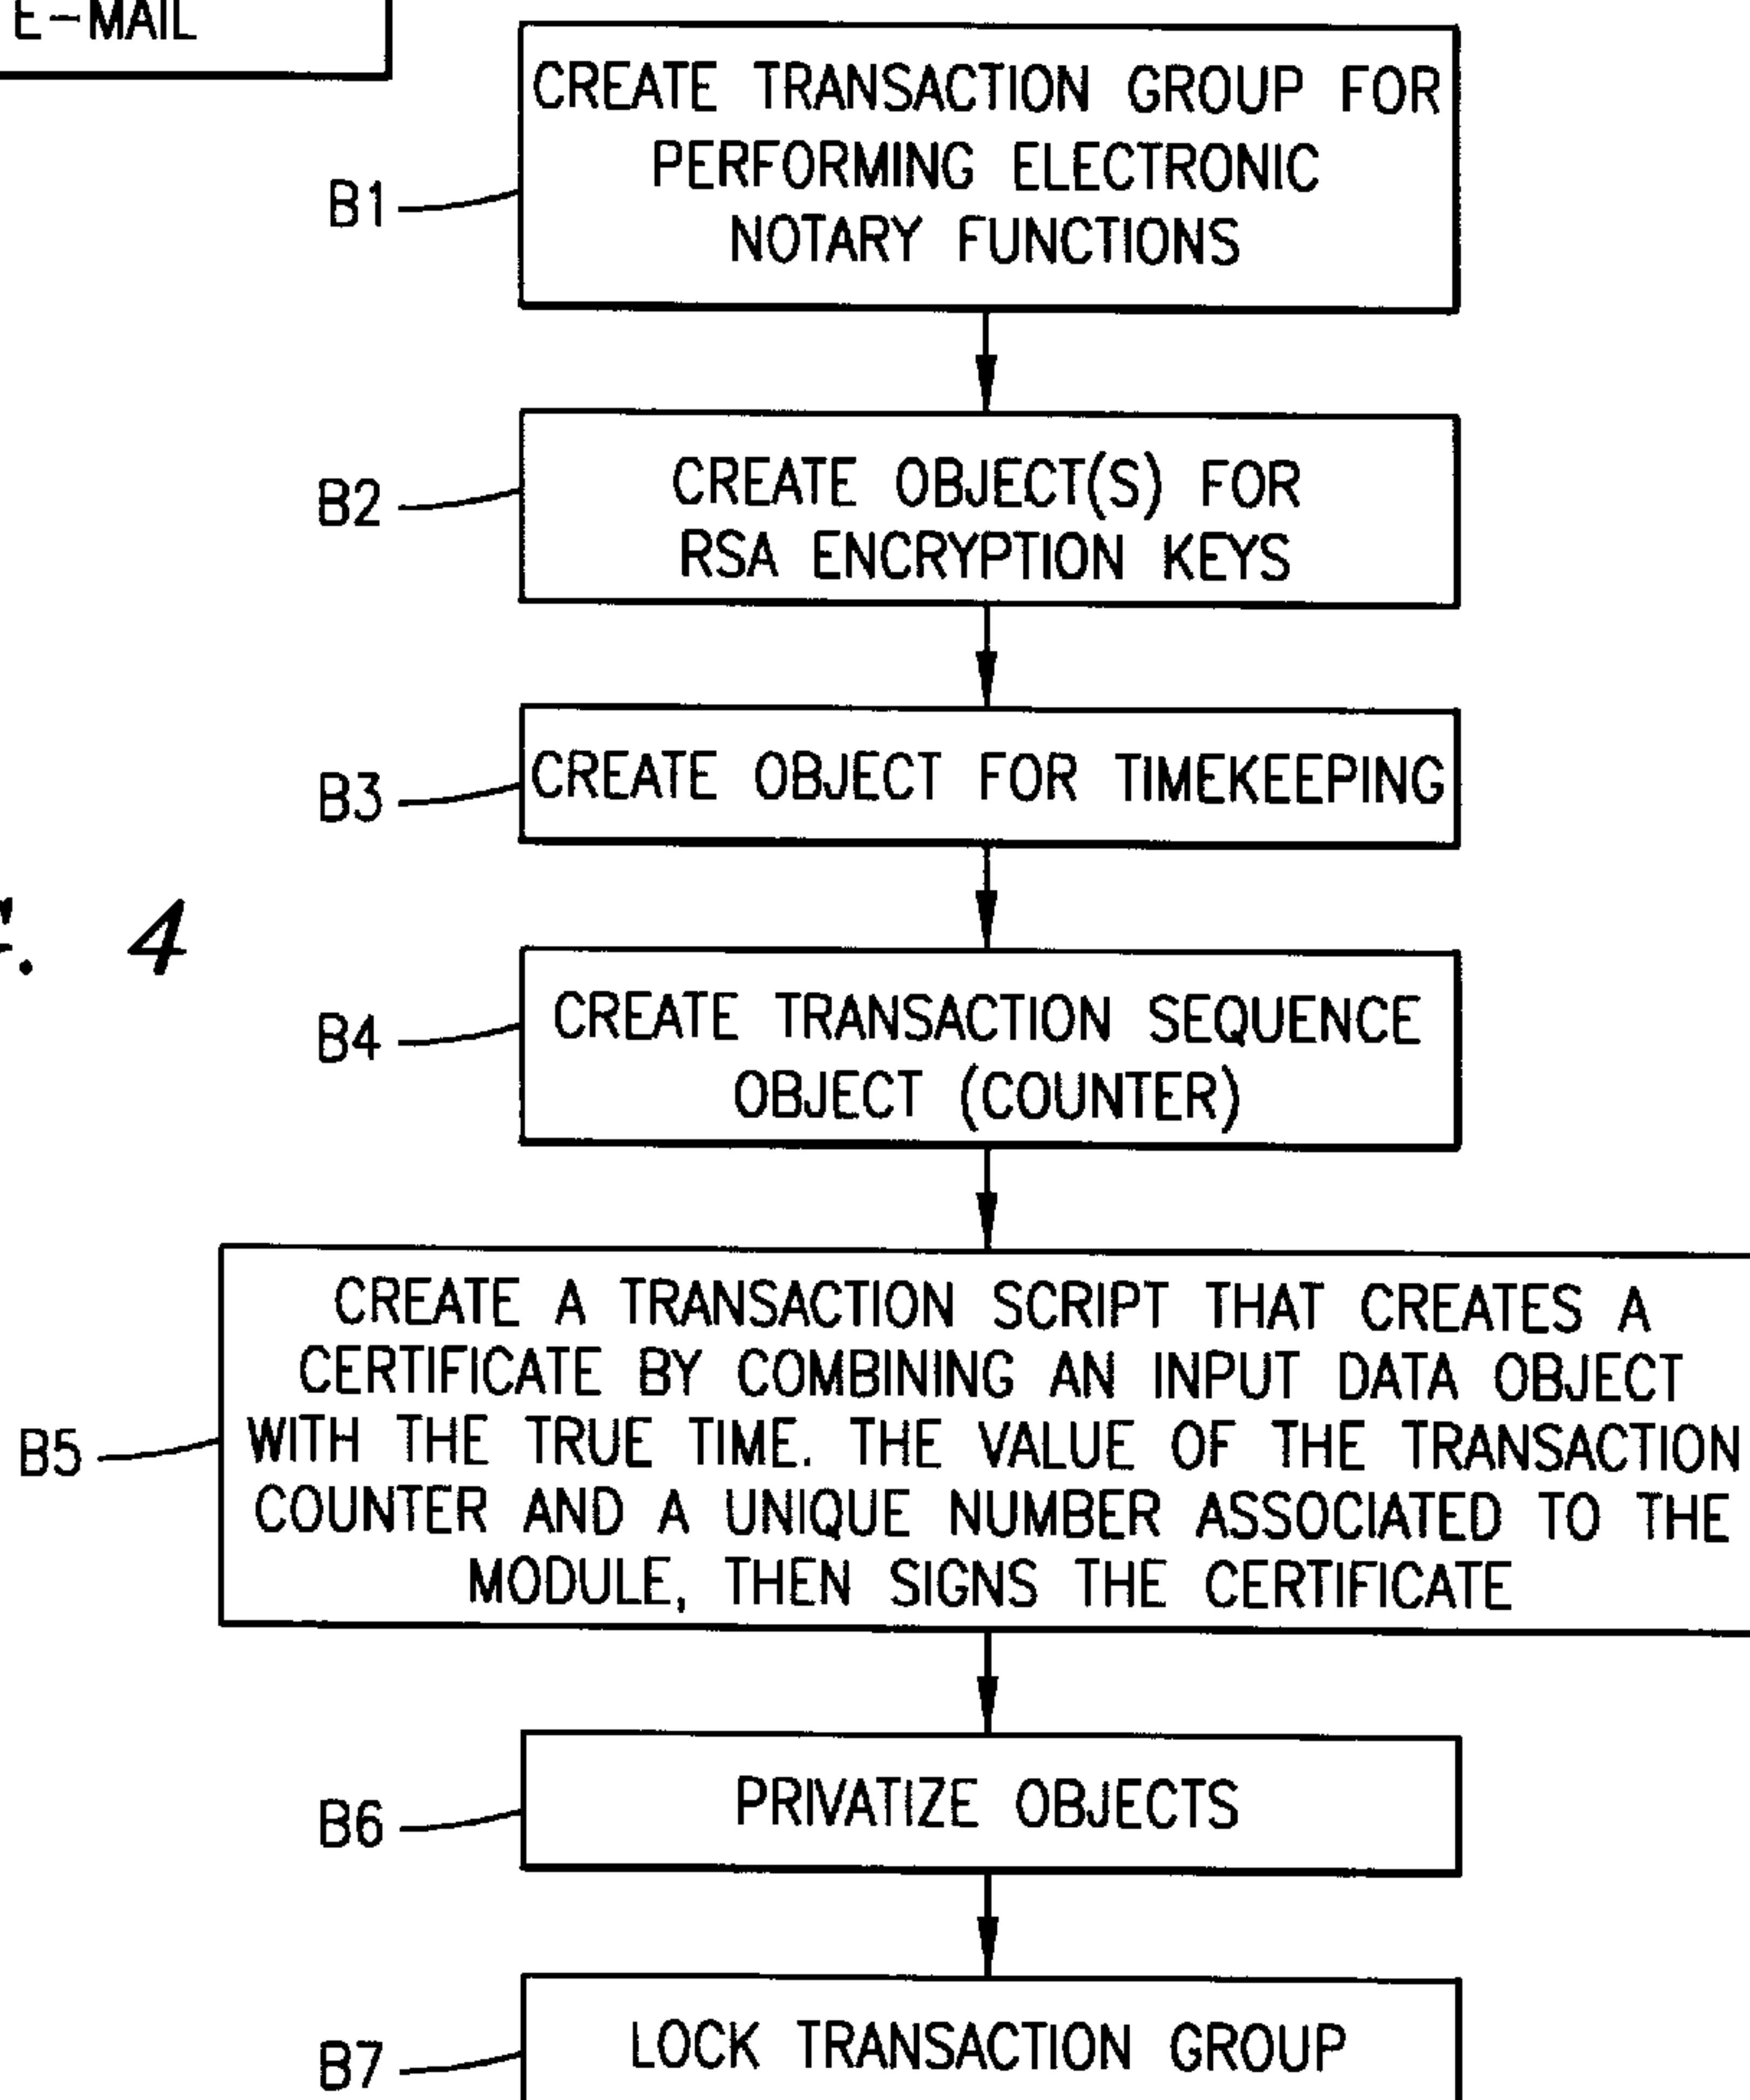 E-MAIL
CREATE TRANSACTION GROUP FOR
PERFORMING ELECTRONIC
NOTARY FUNCTIONS
B1
CREATE OBJECT(S) FOR
RSA ENCRYPTION KEYS
B2
CREATE OBJECT FOR TIMEKEEPING
B3
4
CREATE TRANSACTION SEQUENCE
OBJECT (COUNTER)
B4
CREATE A TRANSACTION SCRIPT THAT CREATES A
CERTIFICATE BY COMBINING AN INPUT DATA OBJECT
WITH THE TRUE TIME. THE VALUE OF THE TRANSACTION
COUNTER AND A UNIQUE NUMBER ASSOCIATED TO THE
MODULE, THEN SIGNS THE CERTIFICATE
B5
PRIVATIZE OBJECTS
B6
LOCK TRANSACTION GROUP
B7